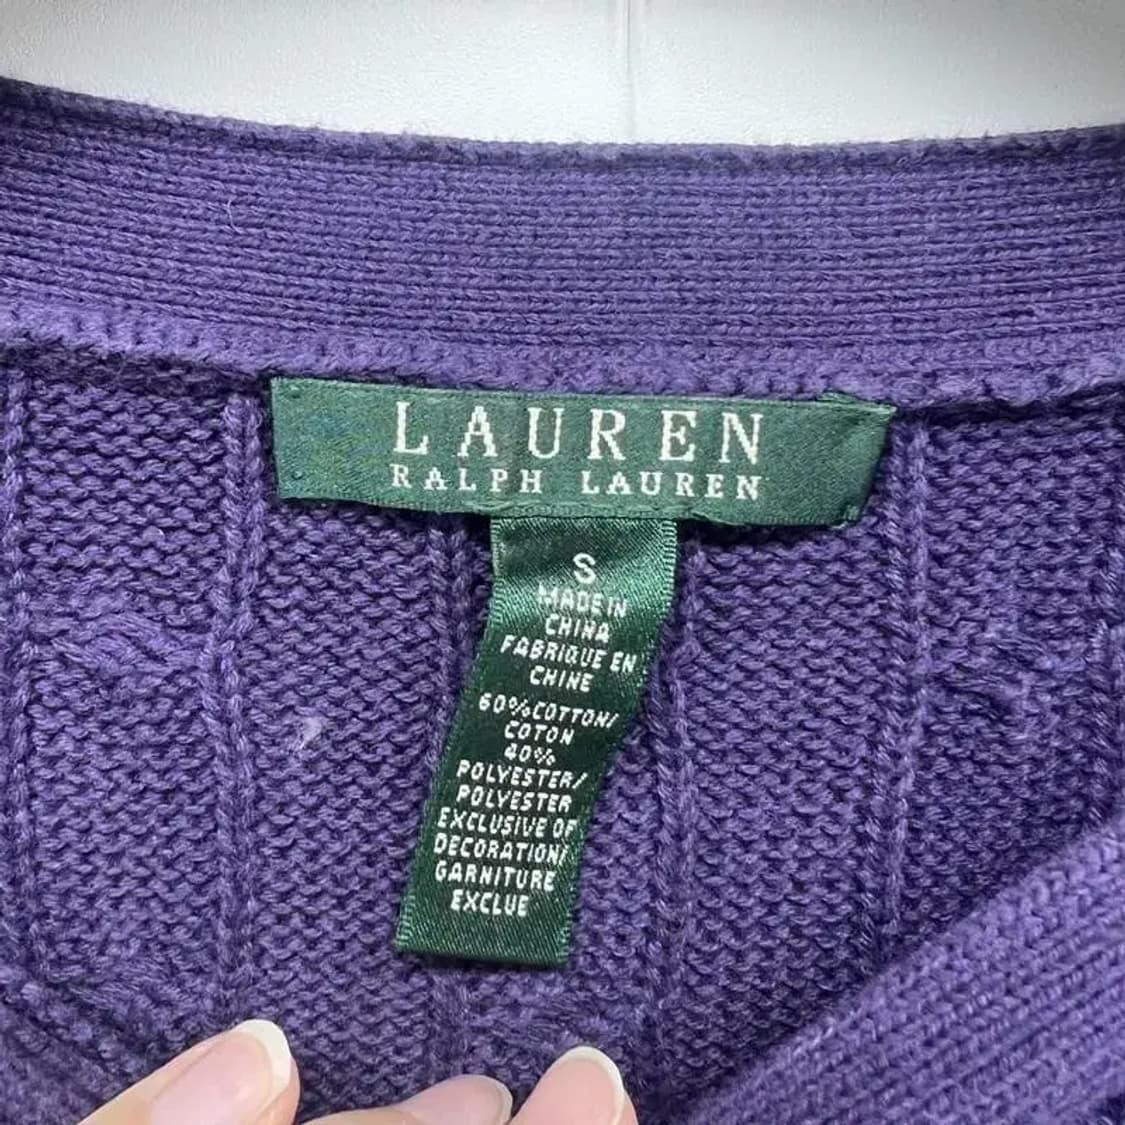 LAUREN
RALPH LAUREN
S
MADE IN
CHINA
FABRIQUE EN
CHINE
60% COTTON/
COTON
40%
POLYESTER/
POLYESTER
EXCLUSIVE OF
DECORATION/
GARNITURE
EXCLUE